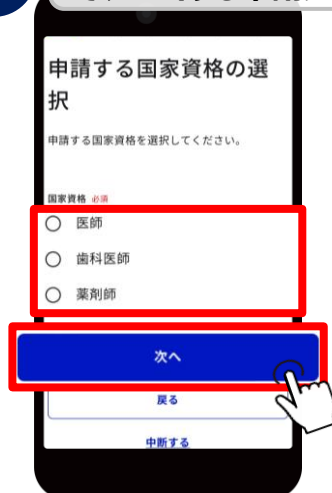 申請する国家資格の選
択
申請する国家資格を選択してください。
国家資格 必須
医師
歯科医師
薬剤師
次へ
戻る
中断する